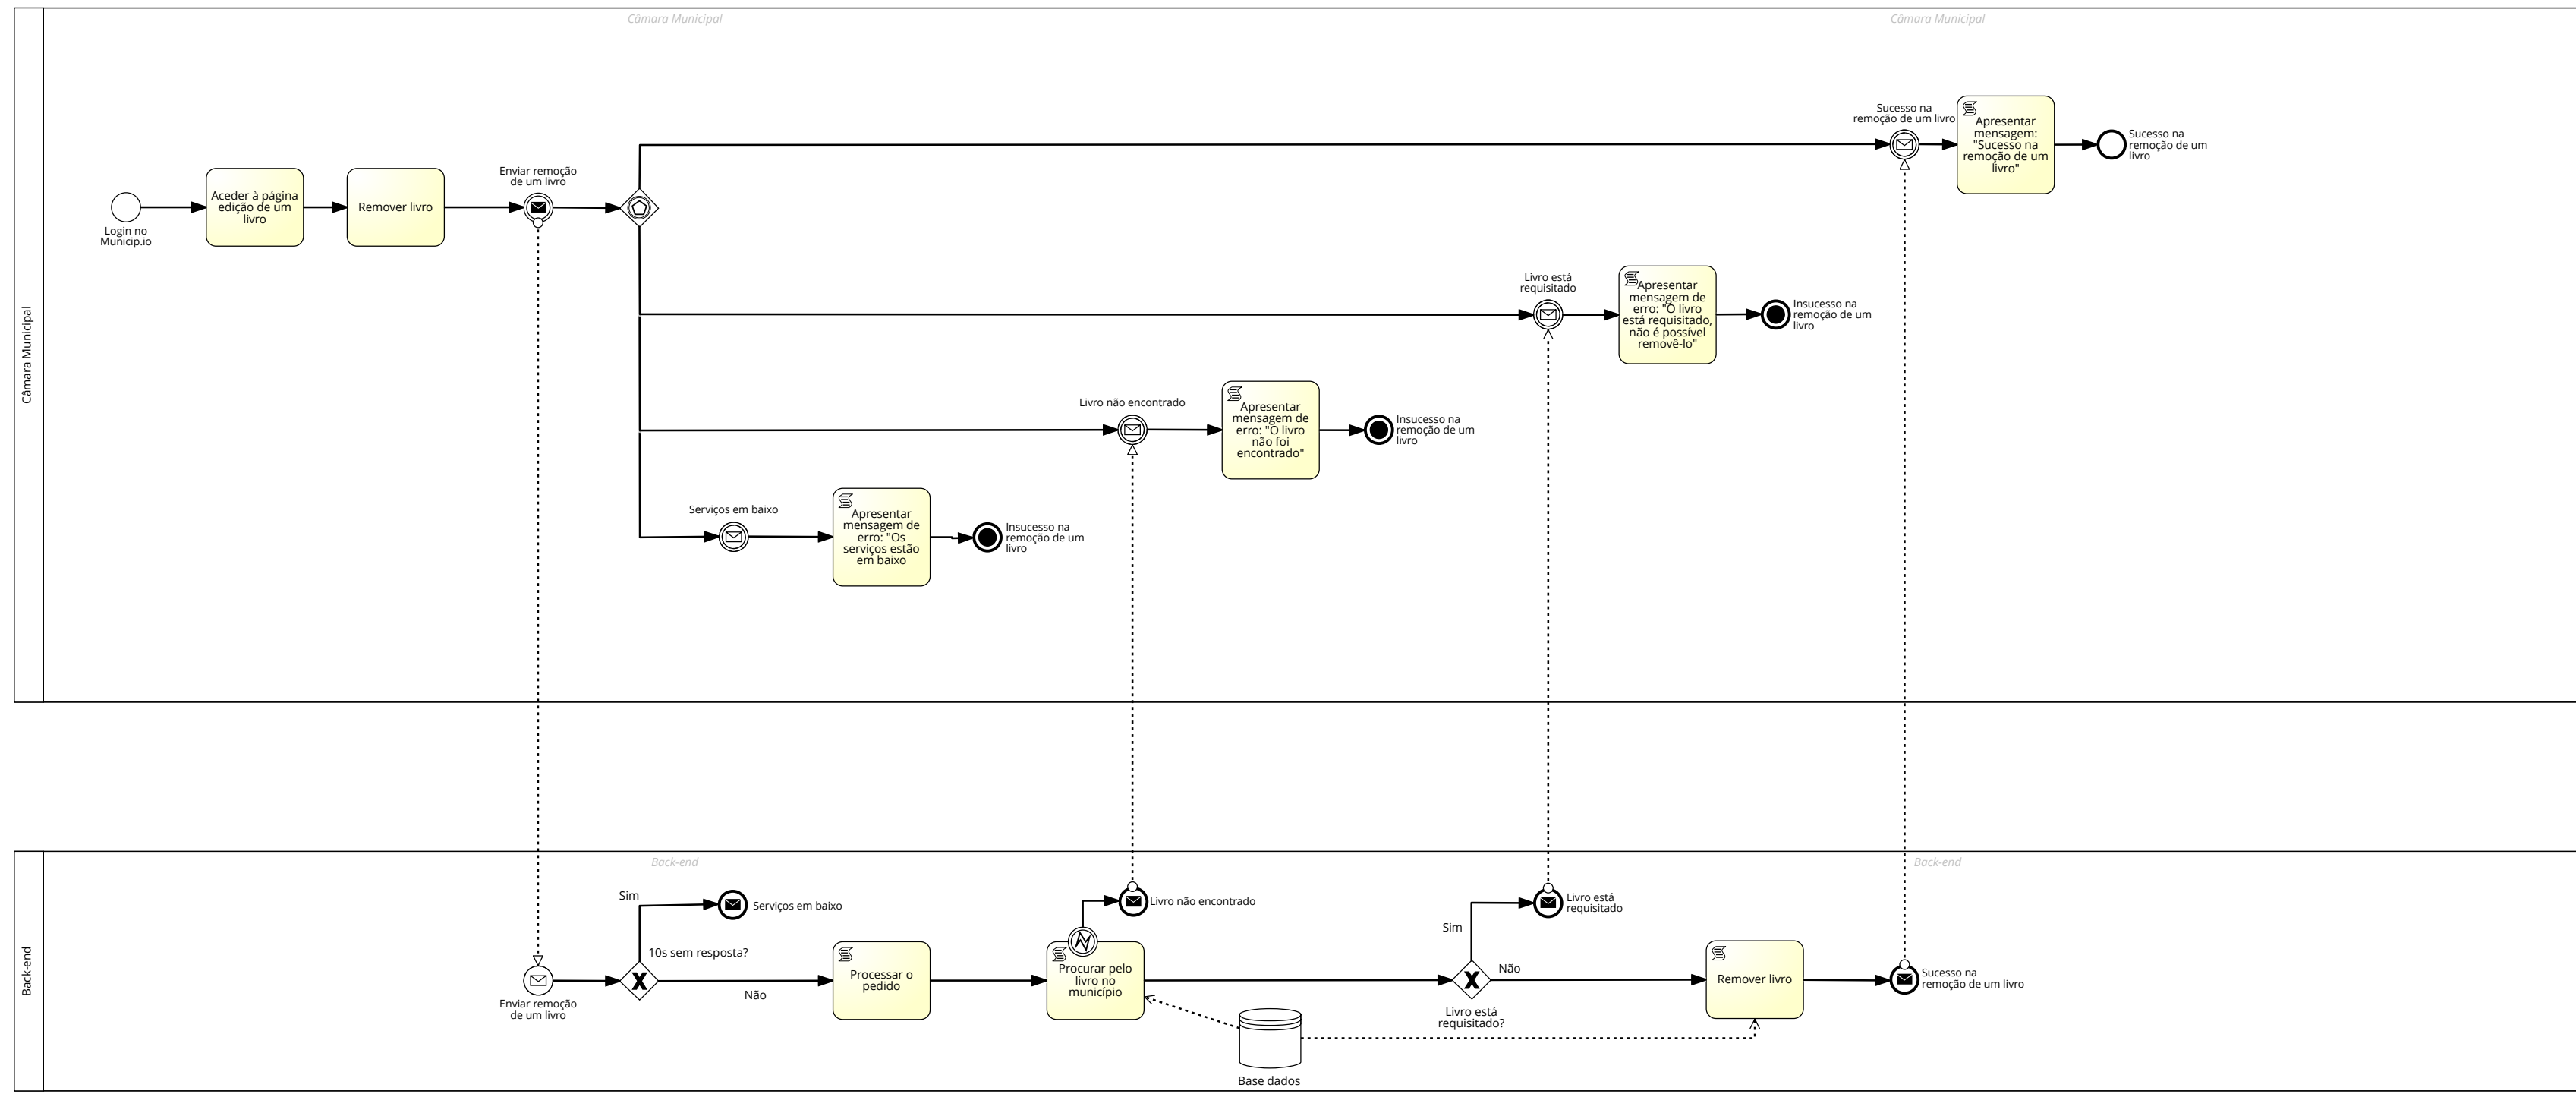 Câmara Municipal
Câmara Municipal
Câmara Municipal
Login no
Municip.io
Aceder à página
edição de um
livro
Remover livro
Enviar remoção
de um livro
Sucesso na
remoção de um livro
Apresentar
mensagem:
"Sucesso na
remoção de um
livro"
Sucesso na
remoção de um
livro
Livro está
requisitado
Apresentar
mensagem de
erro: "O livro
está requisitado,
não é possível
removê-lo"
Insucesso na
remoção de um
livro
Livro não encontrado
Apresentar
mensagem de
erro: "O livro
não foi
encontrado"
Insucesso na
remoção de um
livro
Serviços em baixo
Apresentar
mensagem de
erro: "Os
serviços estão
em baixo
Insucesso na
remoção de um
livro
Back-end
Back-end
Back-end
Enviar remoção
de um livro
Sim
Serviços em baixo
10s sem resposta?
Não
Processar o
pedido
Livro não encontrado
Procurar pelo
livro no
município
Base dados
Sim
Livro está
requisitado
Não
Livro está
requisitado?
Remover livro
Sucesso na
remoção de um livro